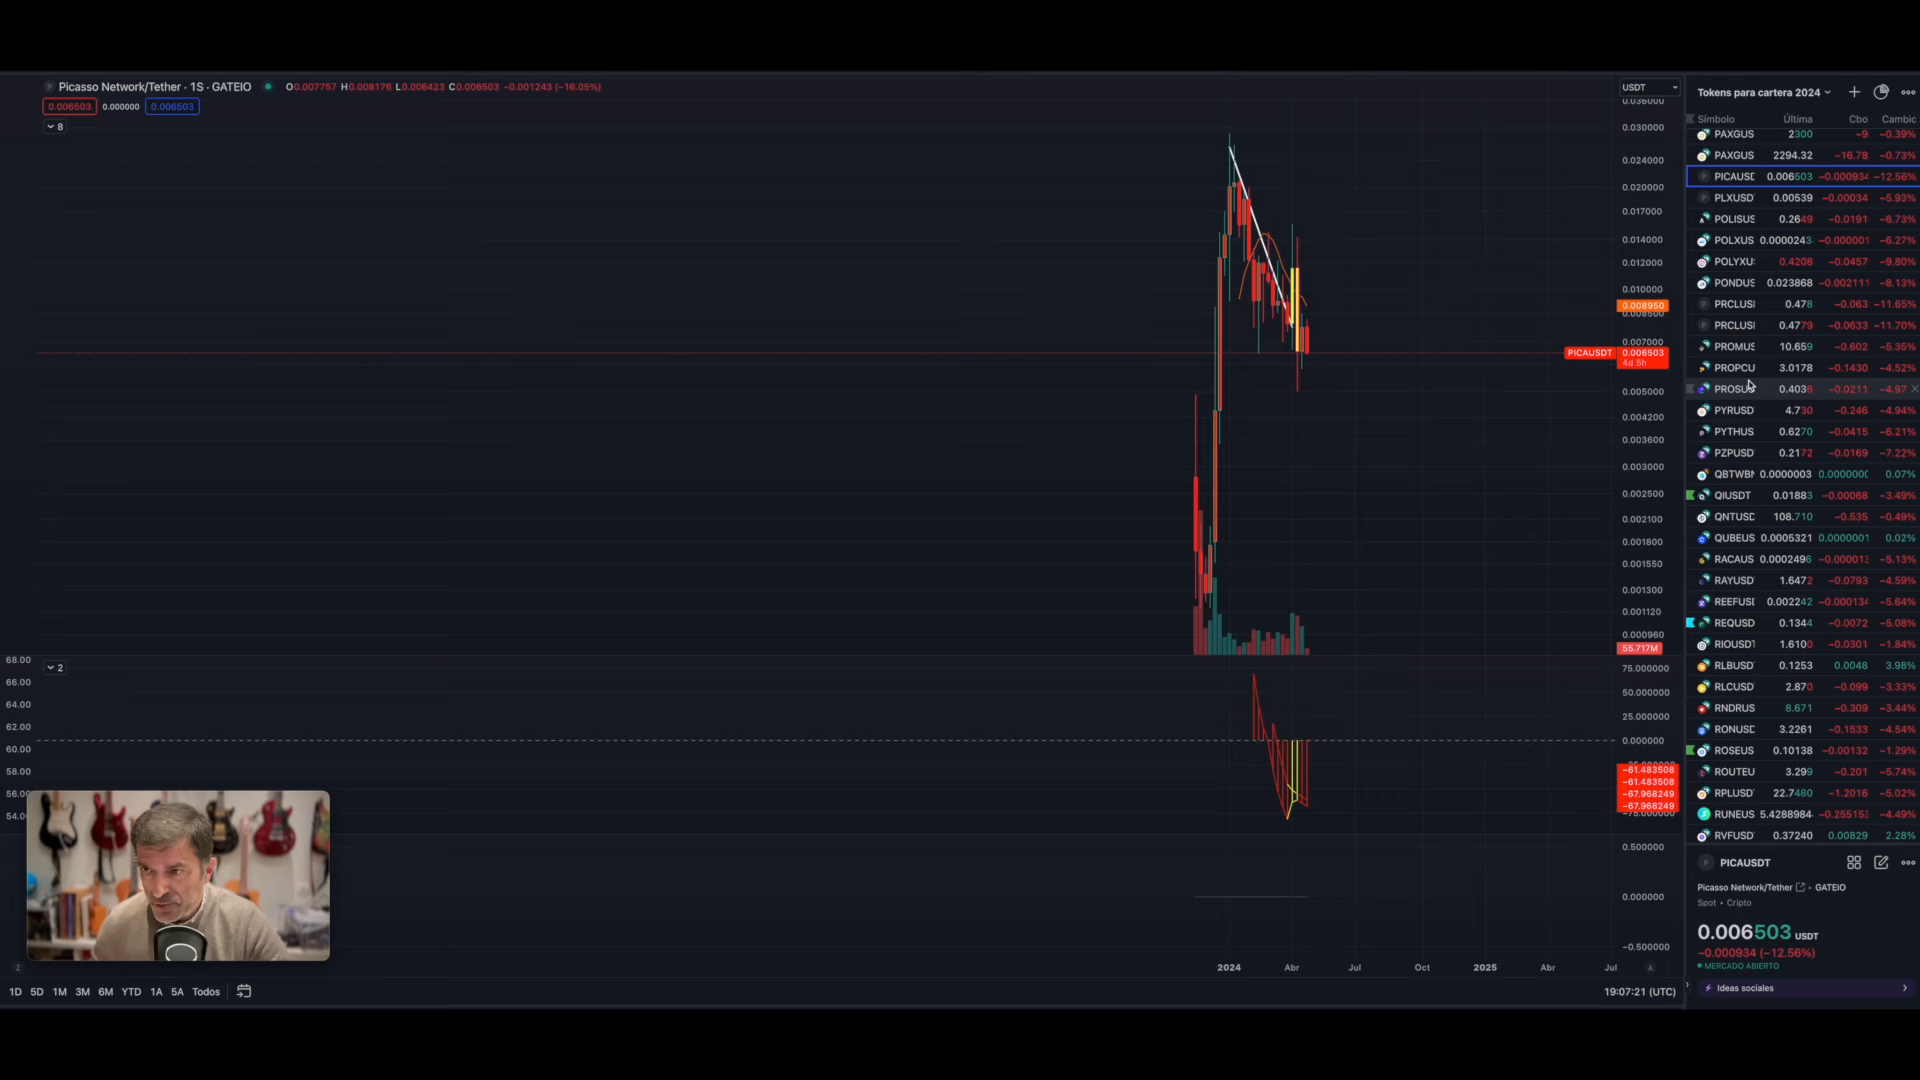 Picasso Network/Tether · 1S · GATEIO O0.007757 H0.008176 L0.006423 C0.006503 −0.001243 (−16.05%)
0.006503 0.000000 0.006503
8
USDT
0.036000
0.030000
0.024000
0.020000
0.017000
0.014000
0.012000
0.010000
0.008950
0.008500
0.007000
PICAUSDT 0.006503
4d 5h
0.005000
0.004200
0.003600
0.003000
0.002500
0.002100
0.001800
0.001550
0.001300
0.001120
0.000960
55.717M
2
68.00
66.00
64.00
62.00
60.00
58.00
56.00
54.0
75.000000
50.000000
25.000000
0.000000
−61.483508
−61.483508
−67.968249
−67.968249
−75.000000
0.500000
0.000000
−0.500000
Z
2024 Abr Jul Oct 2025 Abr Jul A
1D 5D 1M 3M 6M YTD 1A 5A Todos
19:07:21 (UTC)
Tokens para cartera 2024
Símbolo Última Cbo Cambio
PAXGUS 2300 −9 −0.39%
PAXGUS 2294.32 −16.78 −0.73%
PICAUSD 0.006503 −0.000934 −12.56%
PLXUSD 0.00539 −0.00034 −5.93%
POLISUS 0.2649 −0.0191 −6.73%
POLXUS 0.0000243 −0.000001 −6.27%
POLYXU 0.4208 −0.0457 −9.80%
PONDUS 0.023868 −0.002111 −8.13%
PRCLUS 0.478 −0.063 −11.65%
PRCLUS 0.4779 −0.0633 −11.70%
PROMUS 10.659 −0.602 −5.35%
PROPCU 3.0178 −0.1430 −4.52%
PROSUS 0.4036 −0.0211 −4.97
PYRUSD 4.730 −0.246 −4.94%
PYTHUS 0.6270 −0.0415 −6.21%
PZPUSD 0.2172 −0.0169 −7.22%
QBTWBN 0.0000003 0.0000000 0.07%
QIUSDT 0.01883 −0.00068 −3.49%
QNTUSD 108.710 −0.535 −0.49%
QUBEUS 0.0005321 0.0000001 0.02%
RACAUS 0.0002496 −0.000013 −5.13%
RAYUSD 1.6472 −0.0793 −4.59%
REEFUSD 0.002242 −0.000134 −5.64%
REQUSD 0.1344 −0.0072 −5.08%
RIOUSDT 1.6100 −0.0301 −1.84%
RLBUSD 0.1253 0.0048 3.98%
RLCUSD 2.870 −0.099 −3.33%
RNDRUS 8.671 −0.309 −3.44%
RONUSD 3.2261 −0.1533 −4.54%
ROSEUS 0.10138 −0.00132 −1.29%
ROUTEU 3.299 −0.201 −5.74%
RPLUSD 22.7480 −1.2016 −5.02%
RUNEUS 5.4288984 −0.255153 −4.49%
RVFUSD 0.37240 0.00829 2.28%
P PICAUSDT
Picasso Network/Tether · GATEIO
Spot • Cripto
0.006503 USDT
−0.000934 (−12.56%)
MERCADO ABIERTO
Ideas sociales